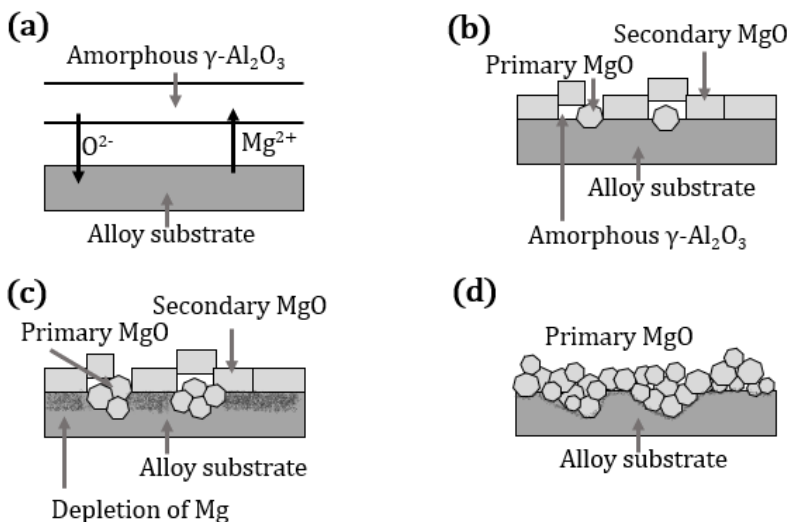 (a)
Amorphous γ-Al₂O₃
O²⁻
Mg²⁺
Alloy substrate
(b)
Secondary MgO
Primary MgO
Alloy substrate
Amorphous γ-Al₂O₃
(c)
Secondary MgO
Primary MgO
Alloy substrate
Depletion of Mg
(d)
Primary MgO
Alloy substrate